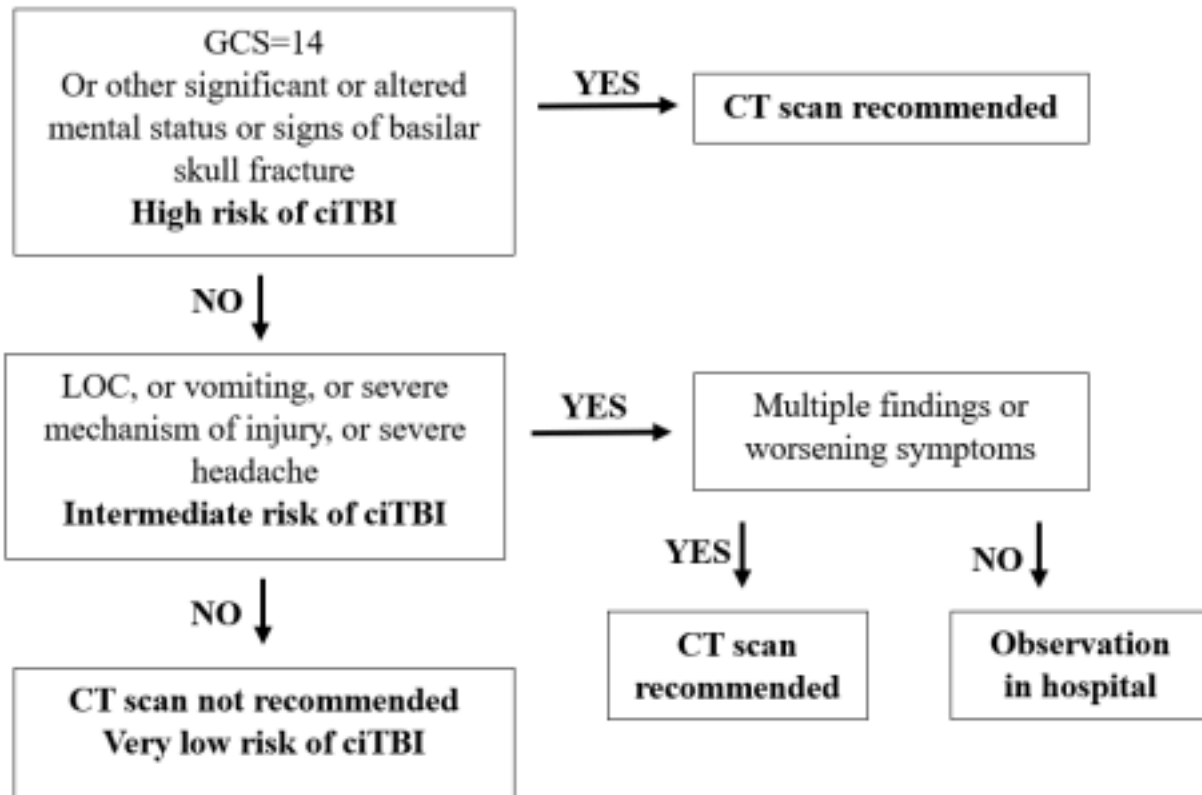 GCS=14
Or other significant or altered
mental status or signs of basilar
skull fracture
High risk of ciTBI
YES
CT scan recommended
NO
LOC, or vomiting, or severe
mechanism of injury, or severe
headache
Intermediate risk of ciTBI
YES
Multiple findings or
worsening symptoms
YES
CT scan
recommended
NO
Observation
in hospital
NO
CT scan not recommended
Very low risk of ciTBI